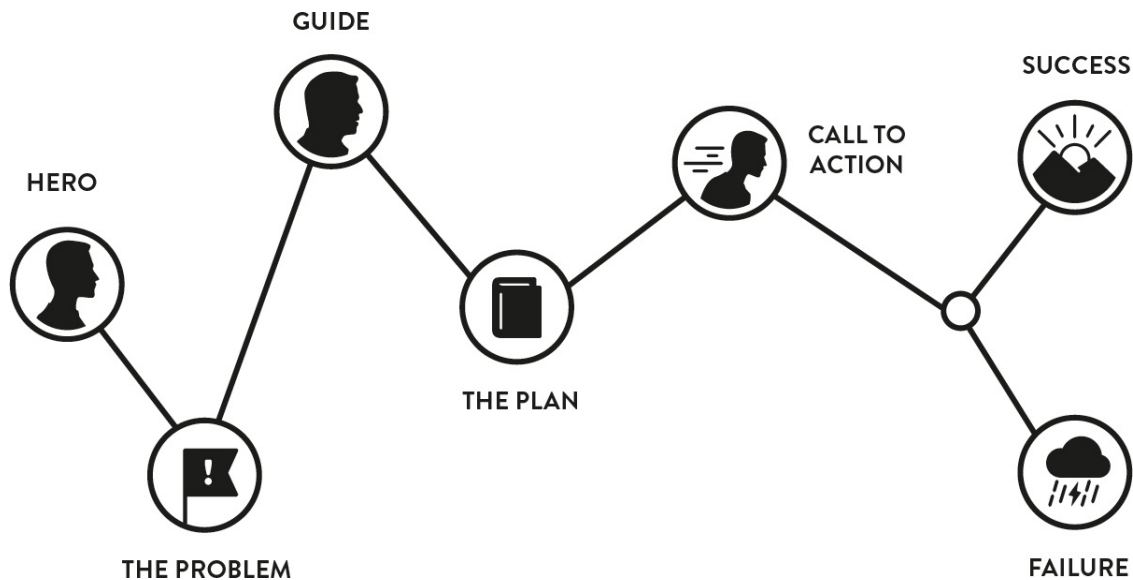 HERO
THE PROBLEM
GUIDE
THE PLAN
CALL TO
ACTION
SUCCESS
FAILURE